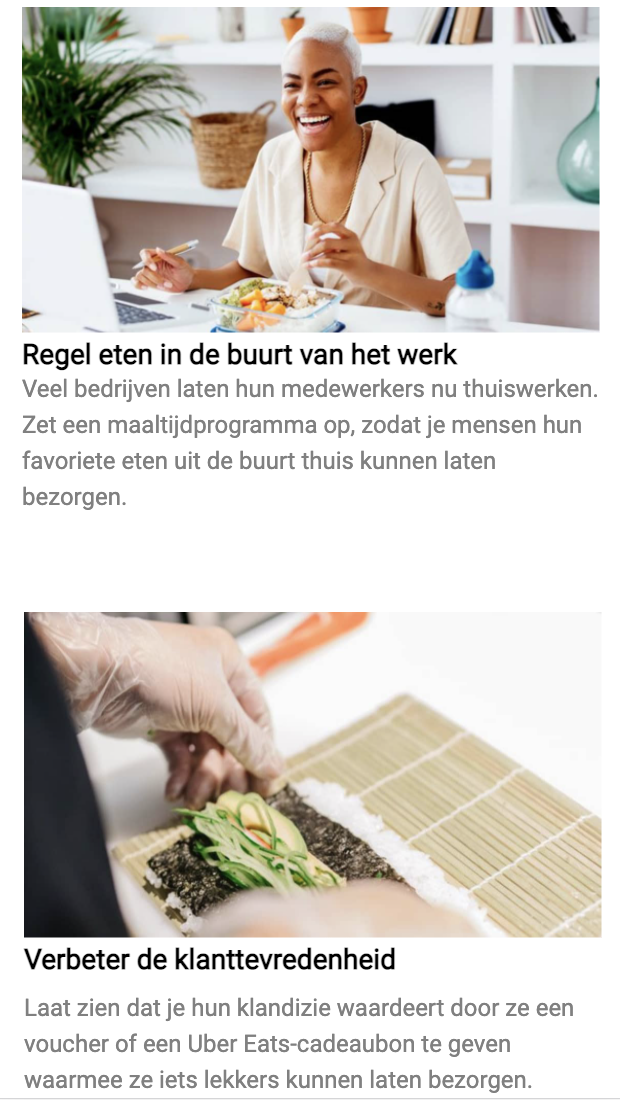 Regel eten in de buurt van het werk
Veel bedrijven laten hun medewerkers nu thuiswerken.
Zet een maaltijdprogramma op, zodat je mensen hun
favoriete eten uit de buurt thuis kunnen laten
bezorgen.
Verbeter de klanttevredenheid
Laat zien dat je hun klandizie waardeert door ze een
voucher of een Uber Eats-cadeaubon te geven
waarmee ze iets lekkers kunnen laten bezorgen.